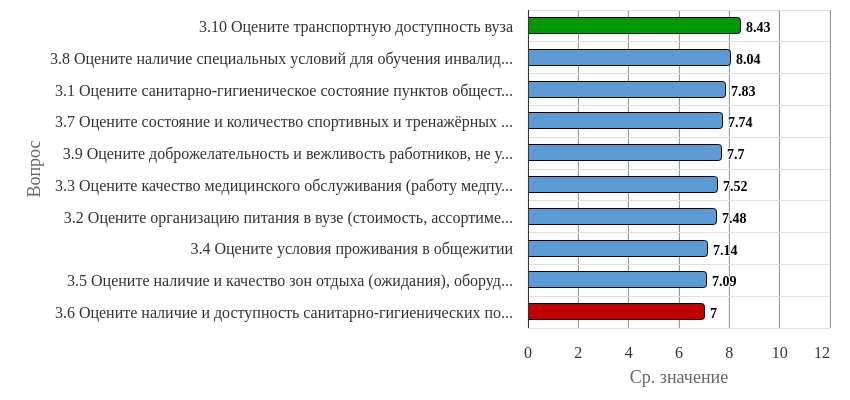 3.10 Оцените транспортную доступность вуза 8.43
3.8 Оцените наличие специальных условий для обучения инвалид... 8.04
3.1 Оцените санитарно-гигиеническое состояние пунктов общест... 7.83
3.7 Оцените состояние и количество спортивных и тренажёрных ... 7.74
3.9 Оцените доброжелательность и вежливость работников, не у... 7.7
3.3 Оцените качество медицинского обслуживания (работу медпу... 7.52
3.2 Оцените организацию питания в вузе (стоимость, ассортиме... 7.48
3.4 Оцените условия проживания в общежитии 7.14
3.5 Оцените наличие и качество зон отдыха (ожидания), оборуд... 7.09
3.6 Оцените наличие и доступность санитарно-гигиенических по... 7
Вопрос
0 2 4 6 8 10 12
Ср. значение